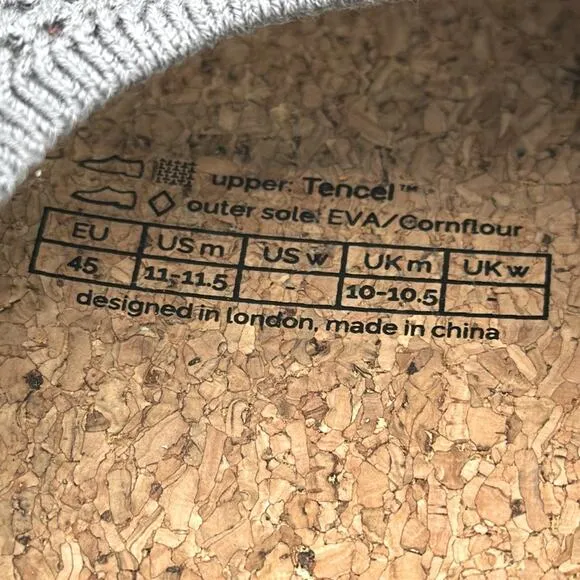 upper: Tencel™
outer sole: EVA/Cornflour
EU US m US w UK m UK w
45 11-11.5 - 10-10.5 -
designed in london, made in china